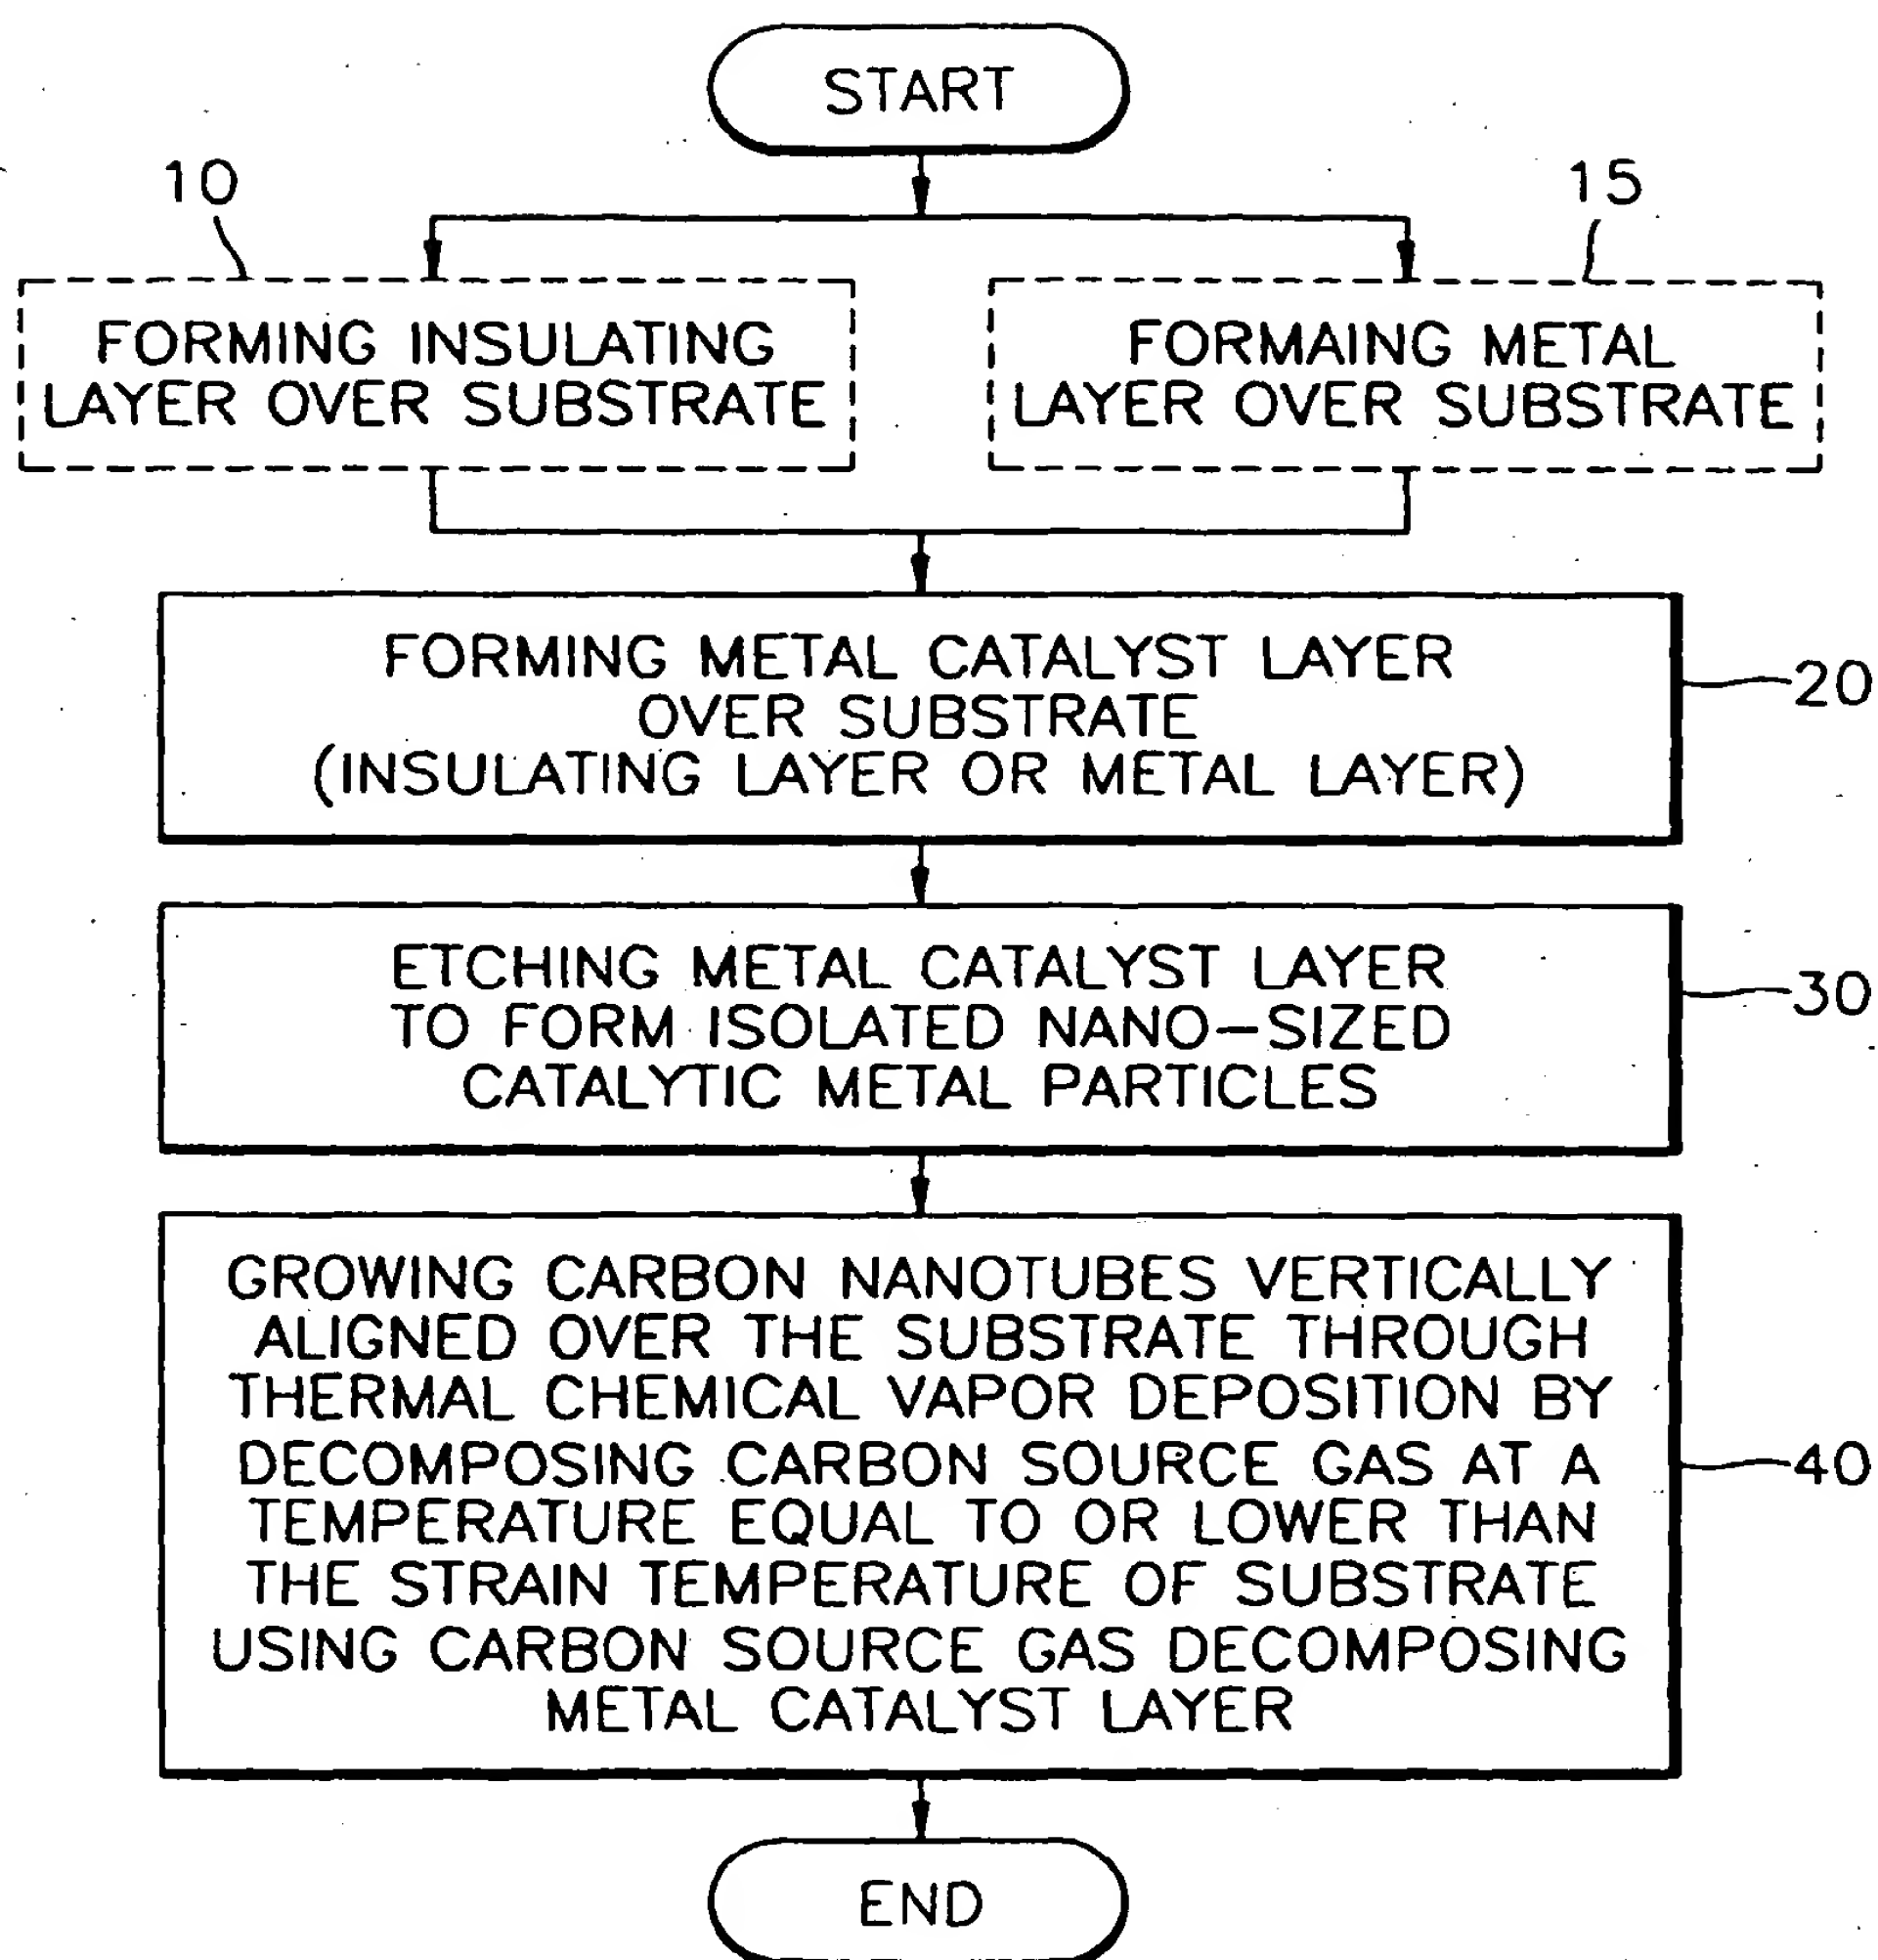 START
10
15
FORMING INSULATING
LAYER OVER SUBSTRATE
FORMAING METAL
LAYER OVER SUBSTRATE
FORMING METAL CATALYST LAYER
OVER SUBSTRATE
(INSULATING LAYER OR METAL LAYER)
20
ETCHING METAL CATALYST LAYER
TO FORM ISOLATED NANO-SIZED
CATALYTIC METAL PARTICLES
30
GROWING CARBON NANOTUBES VERTICALLY
ALIGNED OVER THE SUBSTRATE THROUGH
THERMAL CHEMICAL VAPOR DEPOSITION BY
DECOMPOSING CARBON SOURCE GAS AT A
TEMPERATURE EQUAL TO OR LOWER THAN
THE STRAIN TEMPERATURE OF SUBSTRATE
USING CARBON SOURCE GAS DECOMPOSING
METAL CATALYST LAYER
40
END